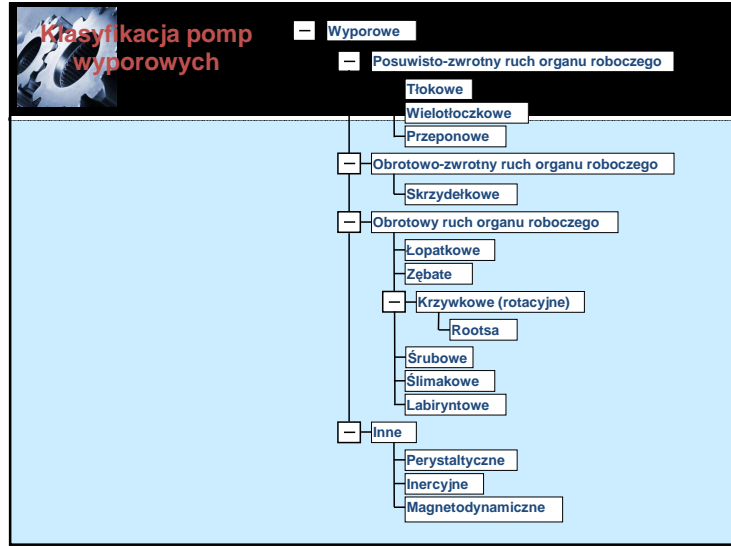 Klasyfikacja pomp
wyporowych
Wyporowe
Posuwisto-zwrotny ruch organu roboczego
Tłokowe
Wielotłoczkowe
Przeponowe
Obrotowo-zwrotny ruch organu roboczego
Skrzydełkowe
Obrotowy ruch organu roboczego
Łopatkowe
Zębate
Krzywkowe (rotacyjne)
Rootsa
Śrubowe
Ślimakowe
Labiryntowe
Inne
Perystaltyczne
Inercyjne
Magnetodynamiczne